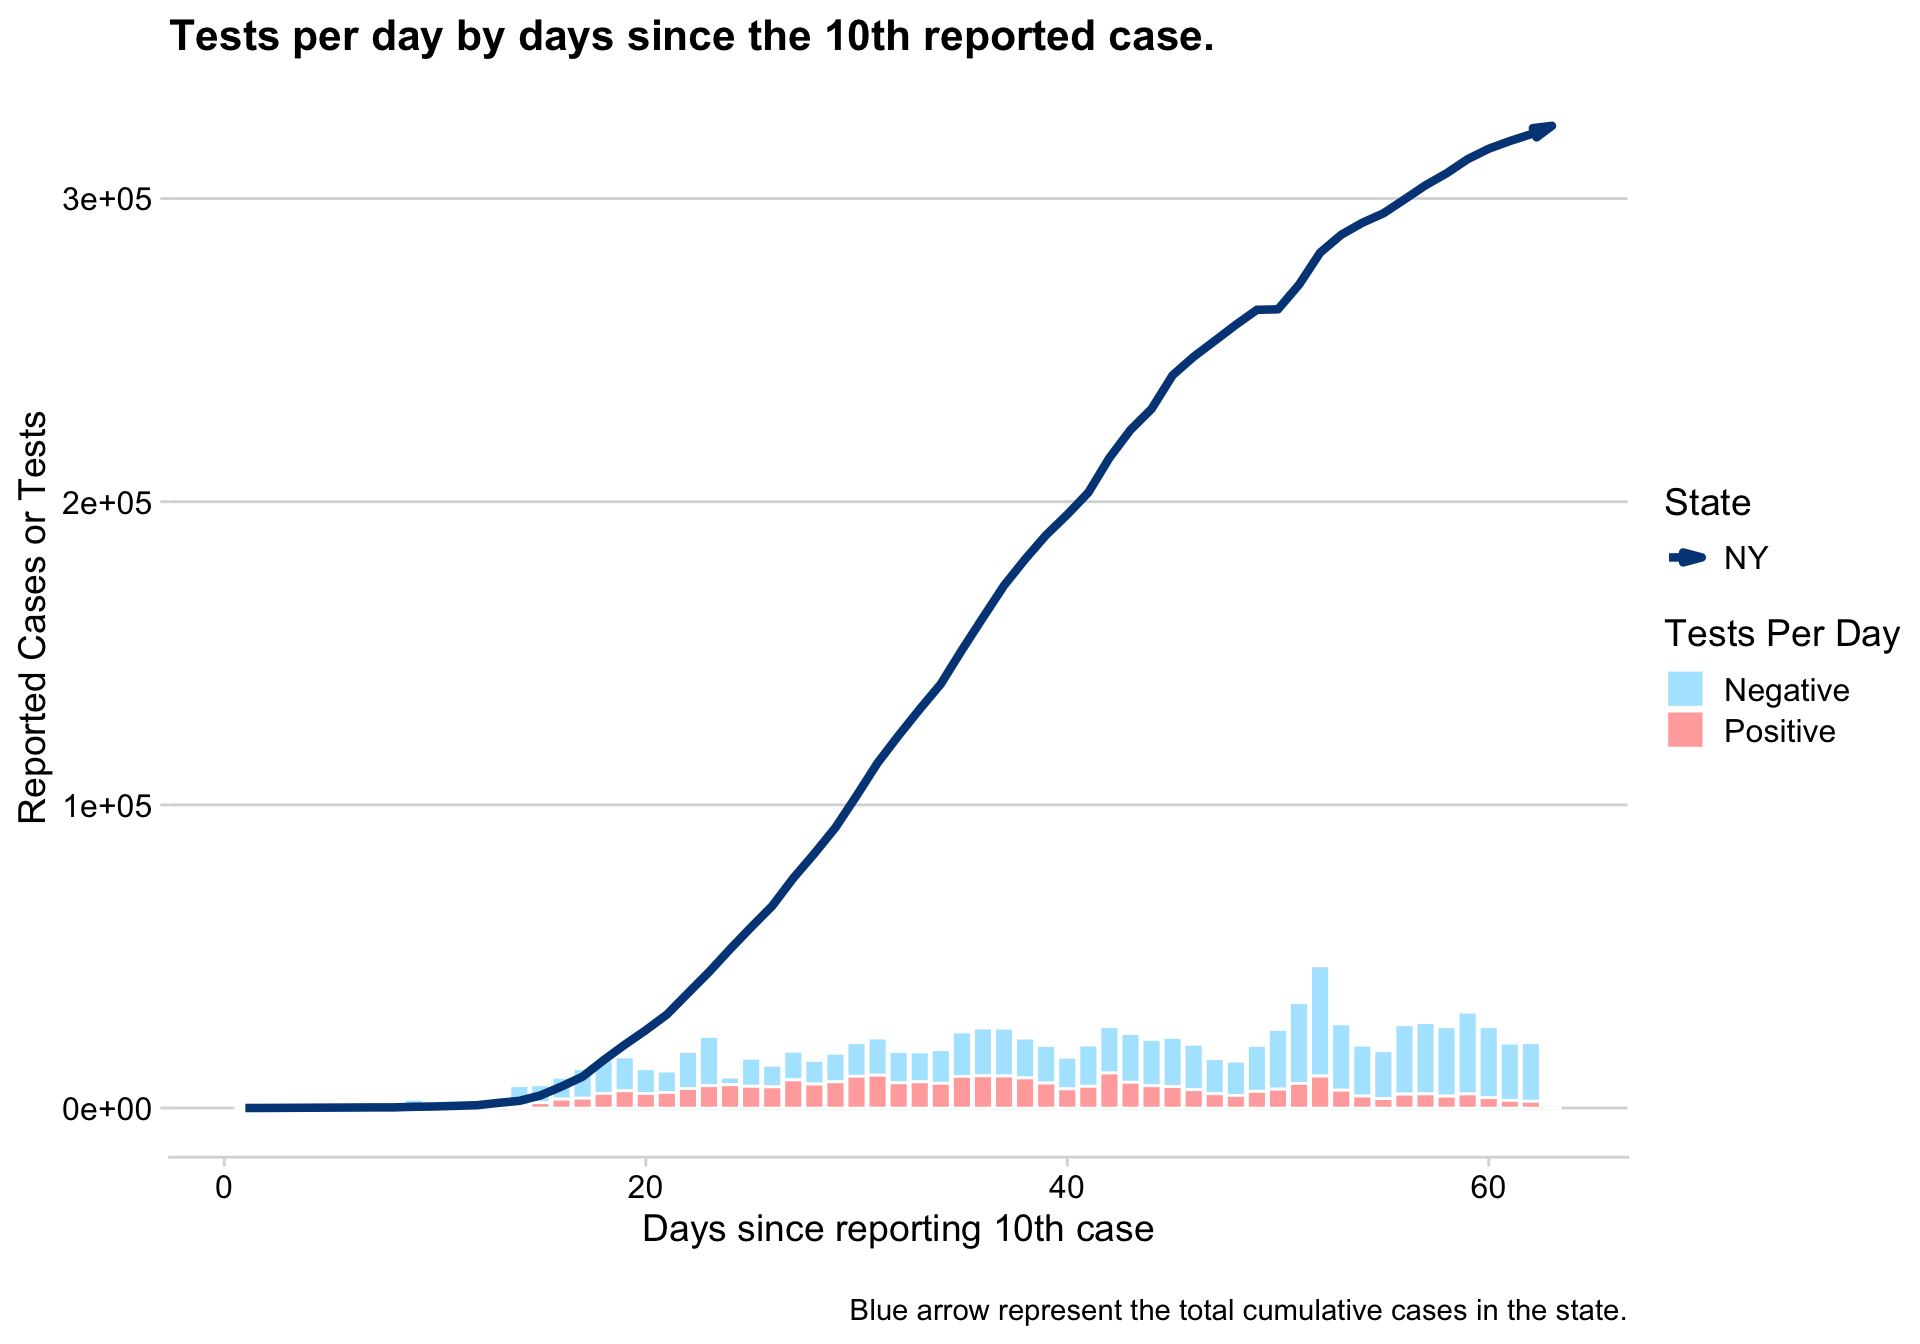 Tests per day by days since the 10th reported case.
Reported Cases or Tests
3e+05
2e+05
1e+05
0e+00
0
20
40
60
Days since reporting 10th case
State
NY
Tests Per Day
Negative
Positive
Blue arrow represent the total cumulative cases in the state.